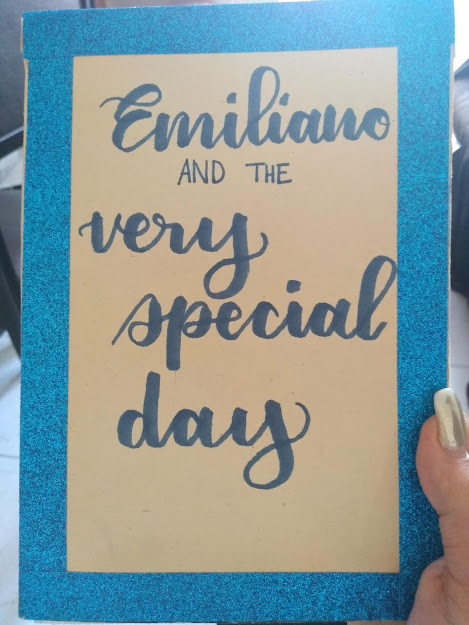 Emiliano
AND THE
very
special
day